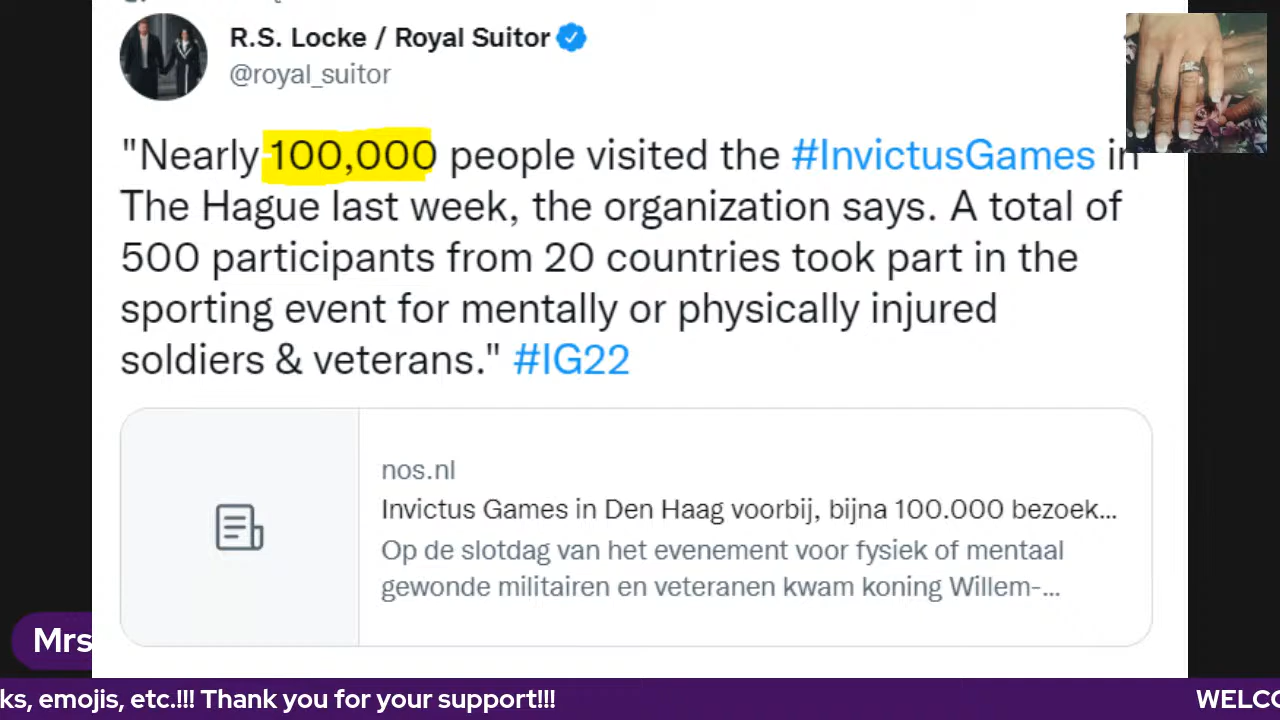 R.S. Locke / Royal Suitor
@royal_suitor
"Nearly 100,000 people visited the #InvictusGames in
The Hague last week, the organization says. A total of
500 participants from 20 countries took part in the
sporting event for mentally or physically injured
soldiers & veterans." #IG22
nos.nl
Invictus Games in Den Haag voorbij, bijna 100.000 bezoek...
Op de slotdag van het evenement voor fysiek of mentaal
gewonde militairen en veteranen kwam koning Willem-...
Mrs
ks, emojis, etc.!!! Thank you for your support!!! WELCO